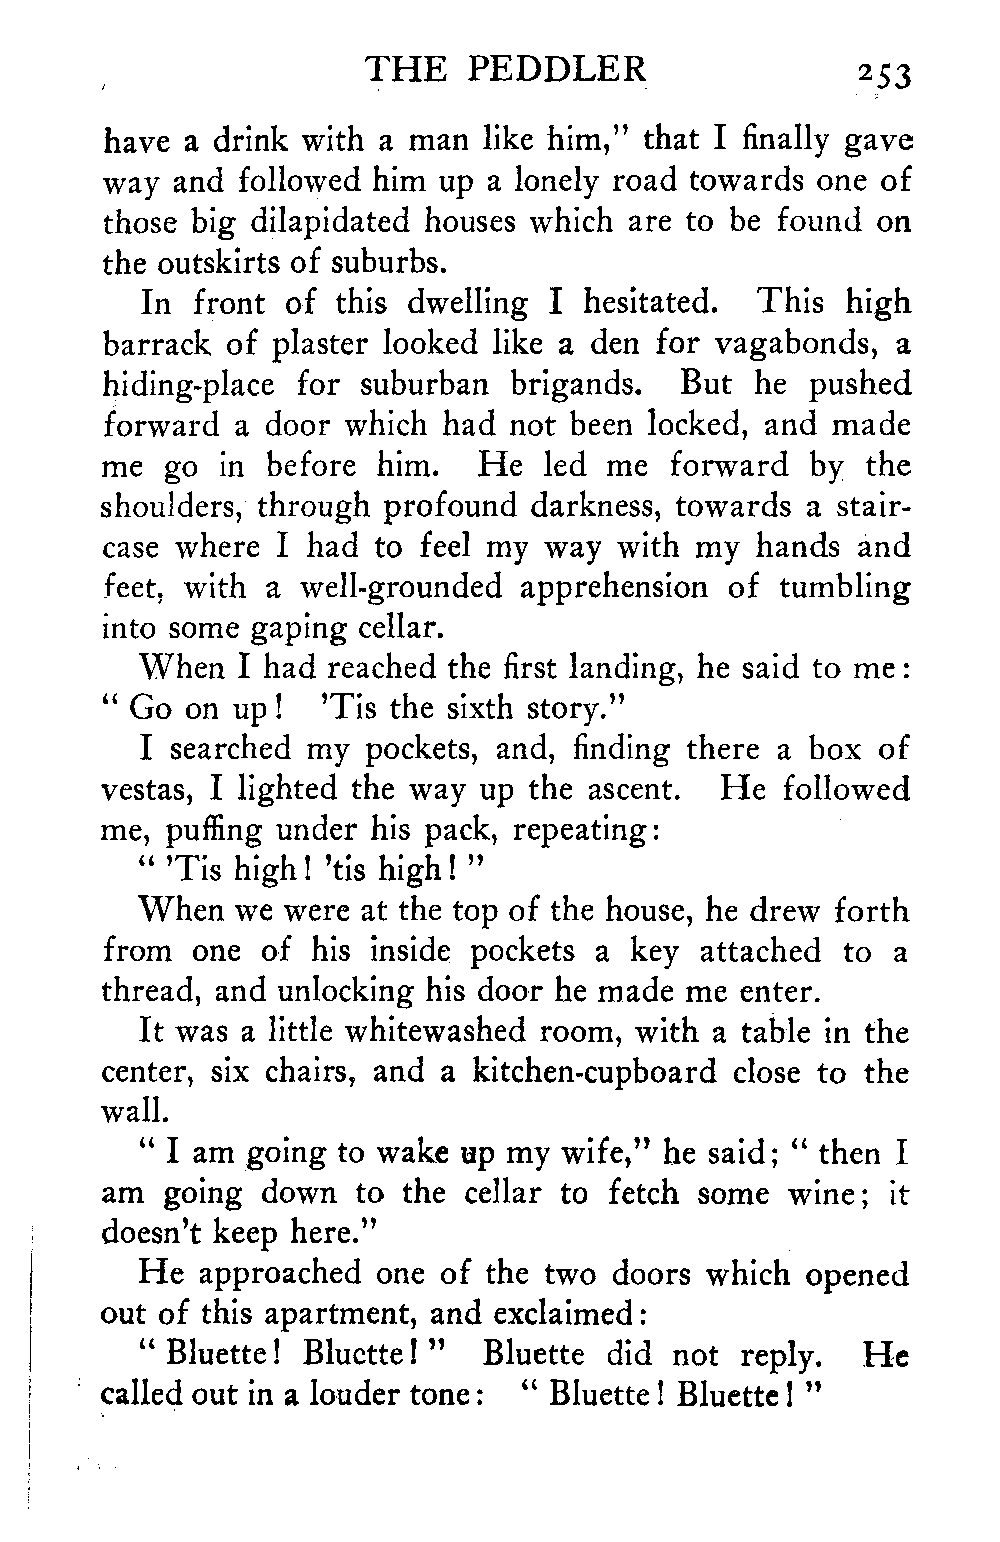 THE PEDDLER 253
have a drink with a man like him," that I finally gave
way and followed him up a lonely road towards one of
those big dilapidated houses which are to be found on
the outskirts of suburbs.
In front of this dwelling I hesitated. This high
barrack of plaster looked like a den for vagabonds, a
hiding-place for suburban brigands. But he pushed
forward a door which had not been locked, and made
me go in before him. He led me forward by the
shoulders, through profound darkness, towards a stair-
case where I had to feel my way with my hands and
feet, with a well-grounded apprehension of tumbling
into some gaping cellar.
When I had reached the first landing, he said to me:
" Go on up! 'Tis the sixth story."
I searched my pockets, and, finding there a box of
vestas, I lighted the way up the ascent. He followed
me, puffing under his pack, repeating:
" 'Tis high! 'tis high! "
When we were at the top of the house, he drew forth
from one of his inside pockets a key attached to a
thread, and unlocking his door he made me enter.
It was a little whitewashed room, with a table in the
center, six chairs, and a kitchen-cupboard close to the
wall.
" I am going to wake up my wife," he said; " then I
am going down to the cellar to fetch some wine; it
doesn't keep here."
He approached one of the two doors which opened
out of this apartment, and exclaimed:
" Bluette! Bluette! " Bluette did not reply. He
called out in a louder tone: " Bluette! Bluette! "